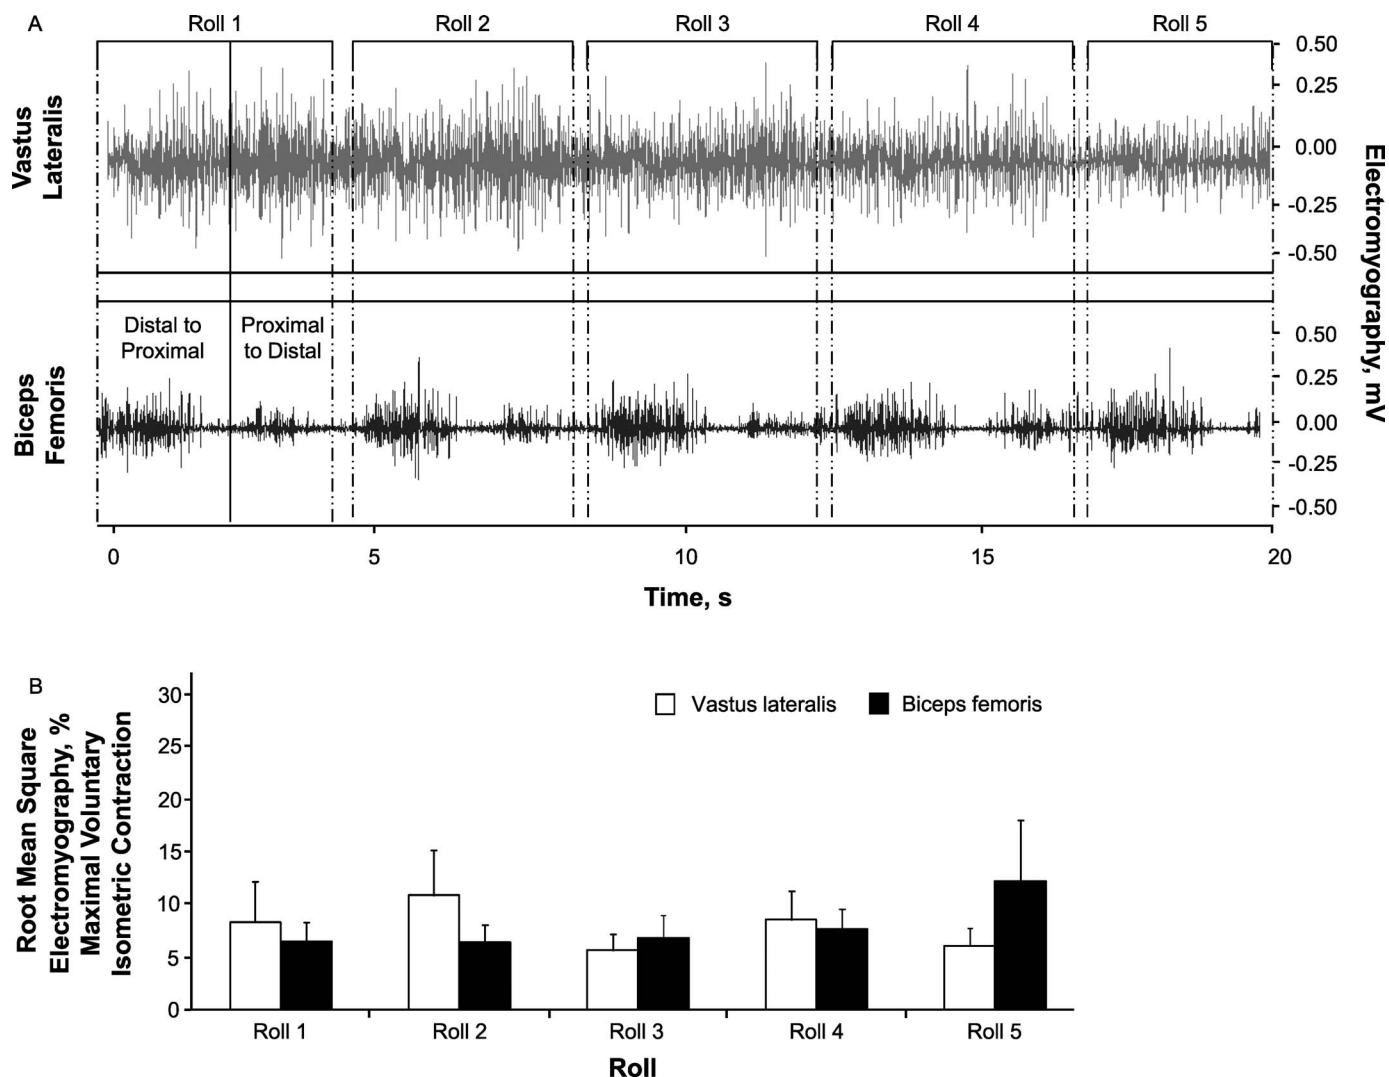 A
Roll 1
Roll 2
Roll 3
Roll 4
Roll 5
Vastus
Lateralis
0.50
0.25
0.00
-0.25
-0.50
Electromyography, mV
Distal to
Proximal
Proximal
to Distal
Biceps
Femoris
0.50
0.25
0.00
-0.25
-0.50
0
5
10
15
20
Time, s
B
Root Mean Square
Electromyography, %
Maximal Voluntary
Isometric Contraction
30
25
20
15
10
5
0
Vastus lateralis
Biceps femoris
Roll 1
Roll 2
Roll 3
Roll 4
Roll 5
Roll